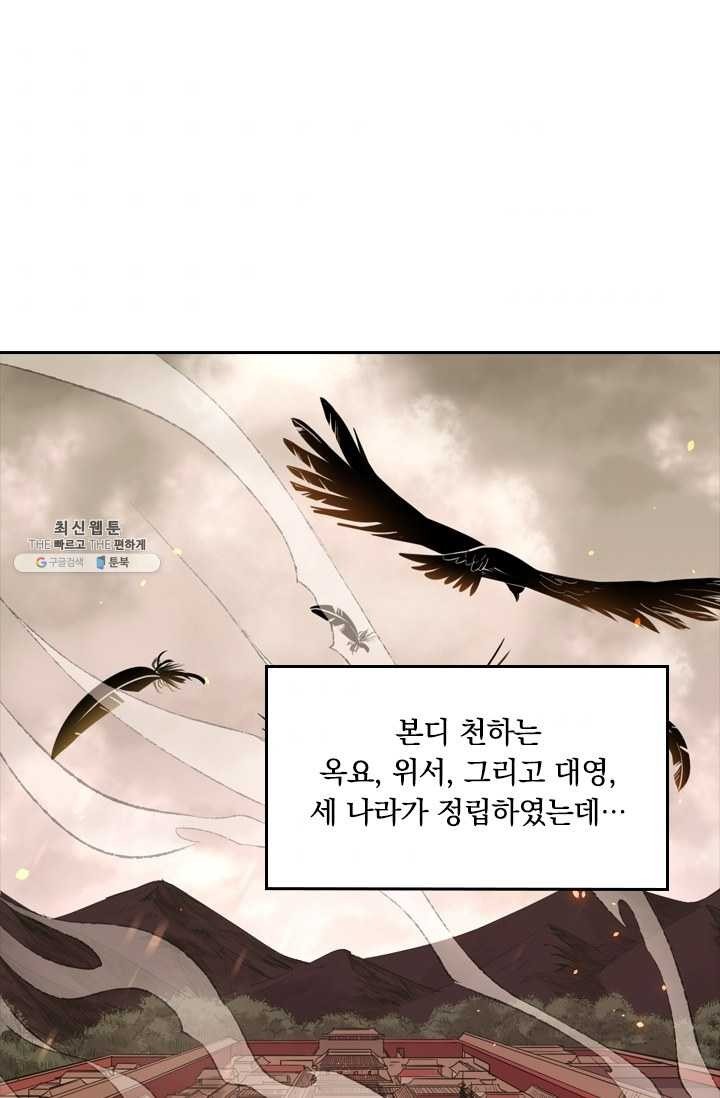 최신웹툰
THE 빠르고 THE 편하게
구글검색 툰북
본디 천하는
옥요, 위서, 그리고 대영,
세 나라가 정립하였는데…